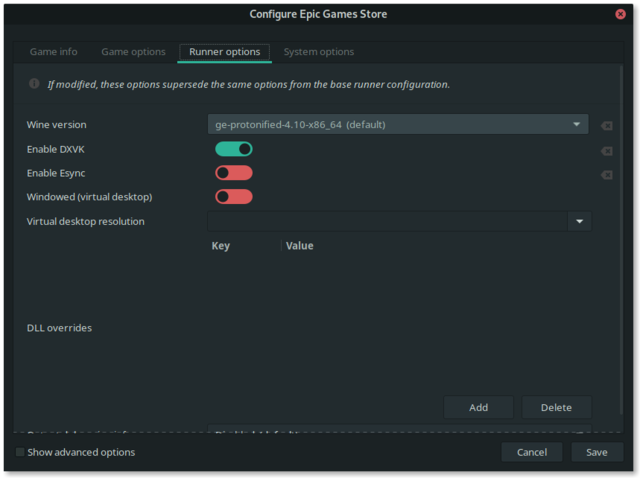 Configure Epic Games Store
Game info Game options Runner options System options
If modified, these options supersede the same options from the base runner configuration.
Wine version ge-protonified-4.10-x86_64 (default)
Enable DXVK
Enable Esync
Windowed (virtual desktop)
Virtual desktop resolution
Key Value
DLL overrides
Add Delete
Show advanced options Cancel Save